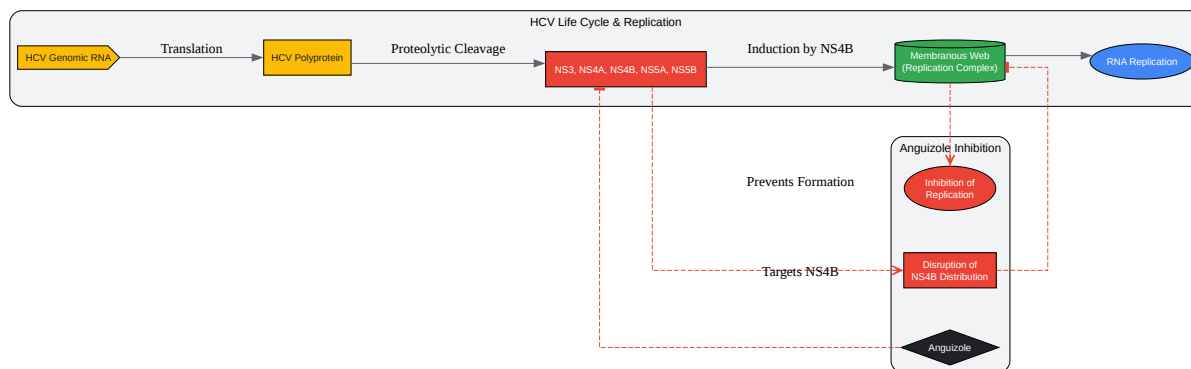 HCV Life Cycle & Replication
HCV Genomic RNA
Translation
HCV Polyprotein
Proteolytic Cleavage
NS3, NS4A, NS4B, NS5A, NS5B
Induction by NS4B
Membranous Web
(Replication Complex)
RNA Replication
Anguizole Inhibition
Prevents Formation
Inhibition of
Replication
Targets NS4B
Disruption of
NS4B Distribution
Anguizole